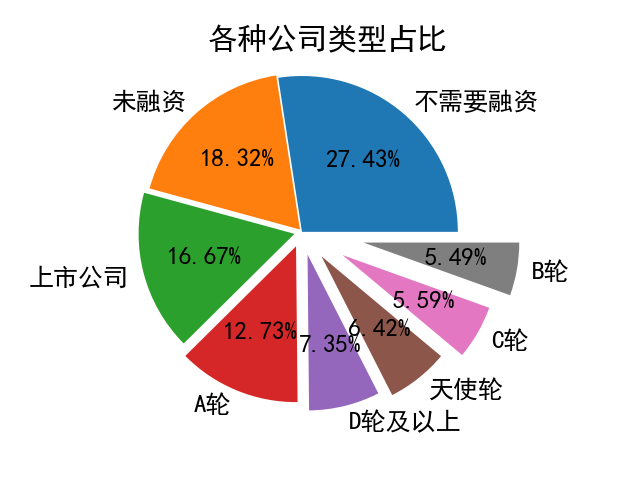 各种公司类型占比
未融资
不需要融资
18.32%
27.43%
上市公司
16.67%
5.49%
B轮
5.59%
C轮
12.73%
7.35%
6.42%
天使轮
A轮
D轮及以上